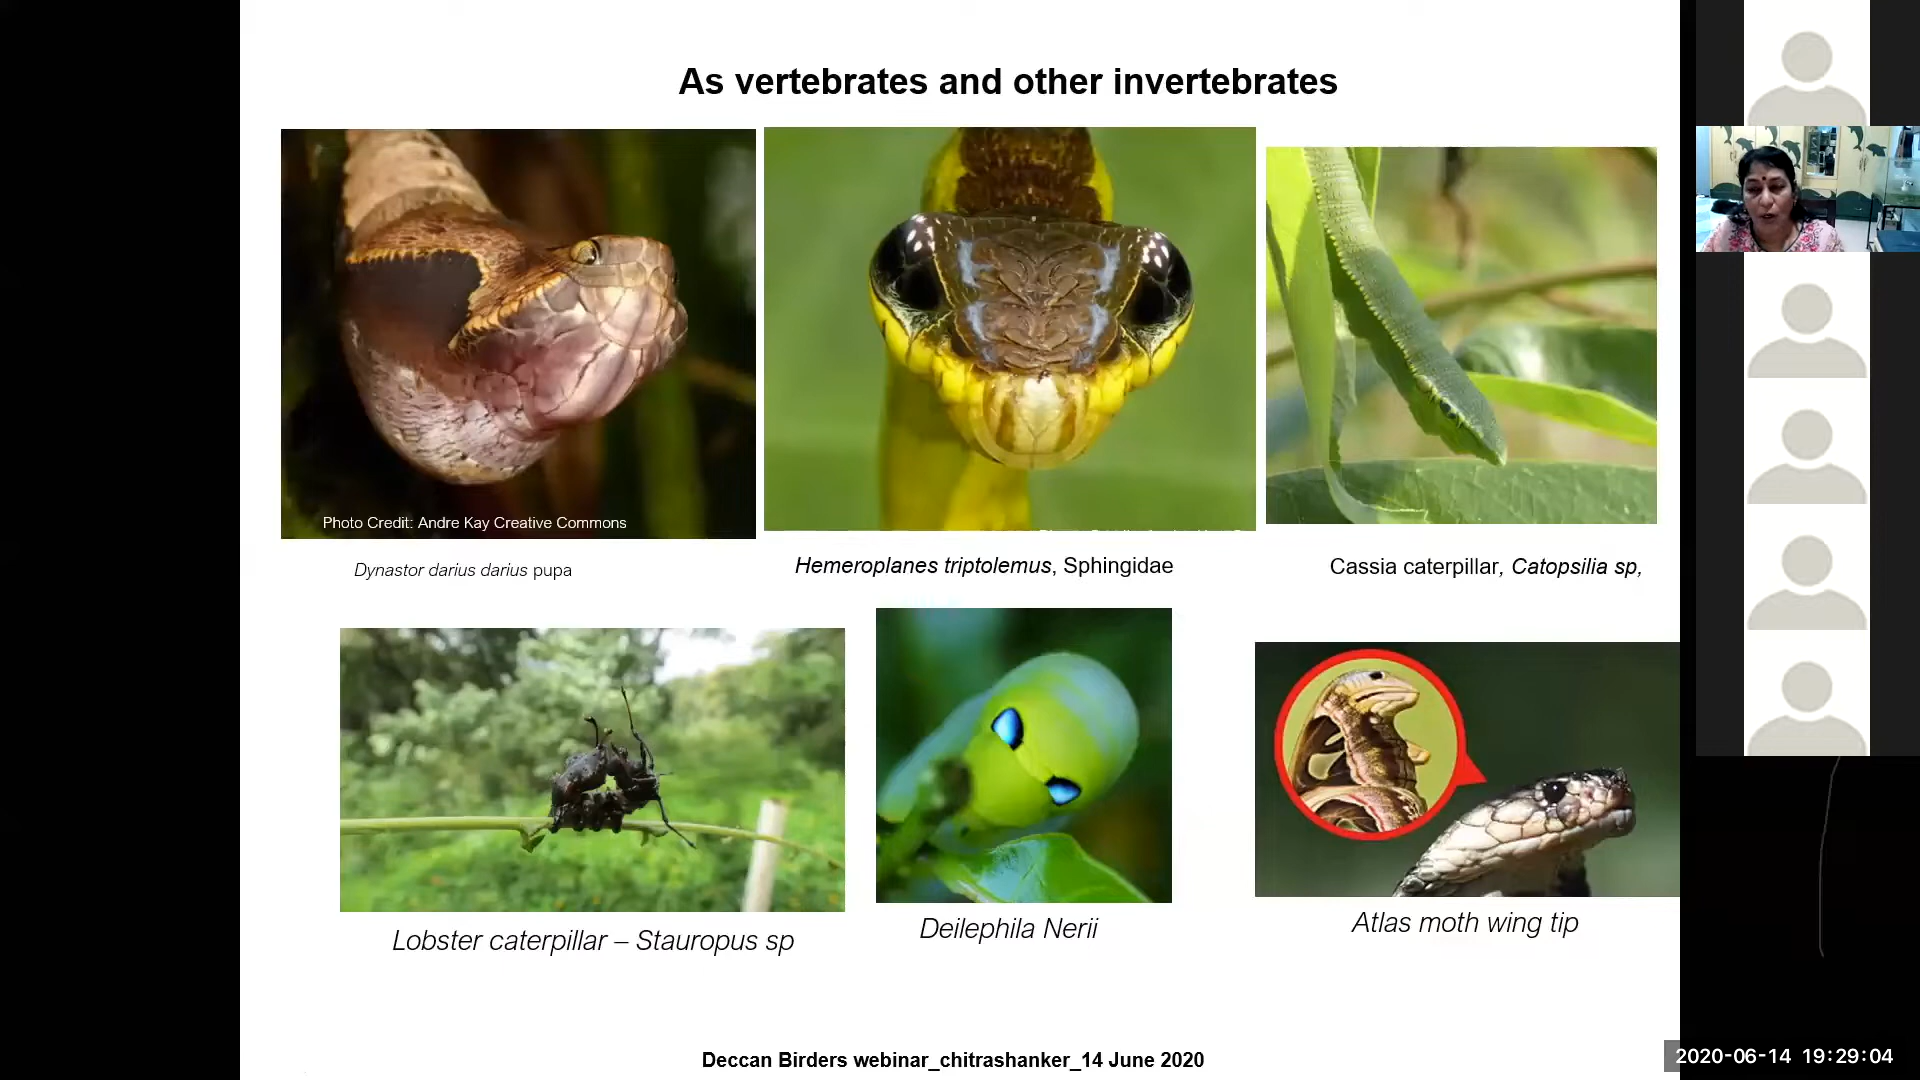 As vertebrates and other invertebrates
Photo Credit: Andre Kay Creative Commons
Dynastor darius darius pupa
Hemeroplanes triptolemus, Sphingidae
Cassia caterpillar, Catopsilia sp,
Lobster caterpillar – Stauropus sp
Deilephila Nerii
Atlas moth wing tip
Deccan Birders webinar_chitrashanker_14 June 2020
2020-06-14 19:29:04